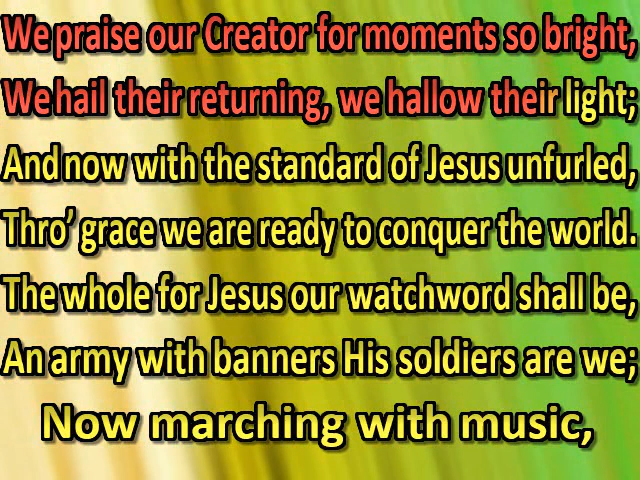 We praise our Creator for moments so bright,
We hail their returning, we hallow their light;
And now with the standard of Jesus unfurled,
Thro' grace we are ready to conquer the world.
The whole for Jesus our watchword shall be,
An army with banners His soldiers are we;
Now marching with music,